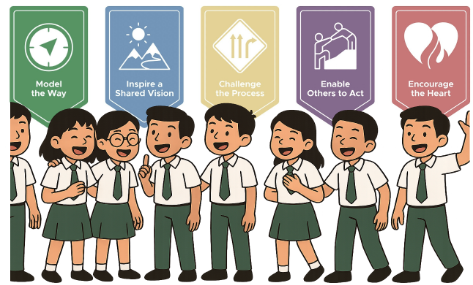 Model
the Way
Inspire a
Shared Vision
Challenge
the Process
Enable
Others to Act
Encourage
the Heart